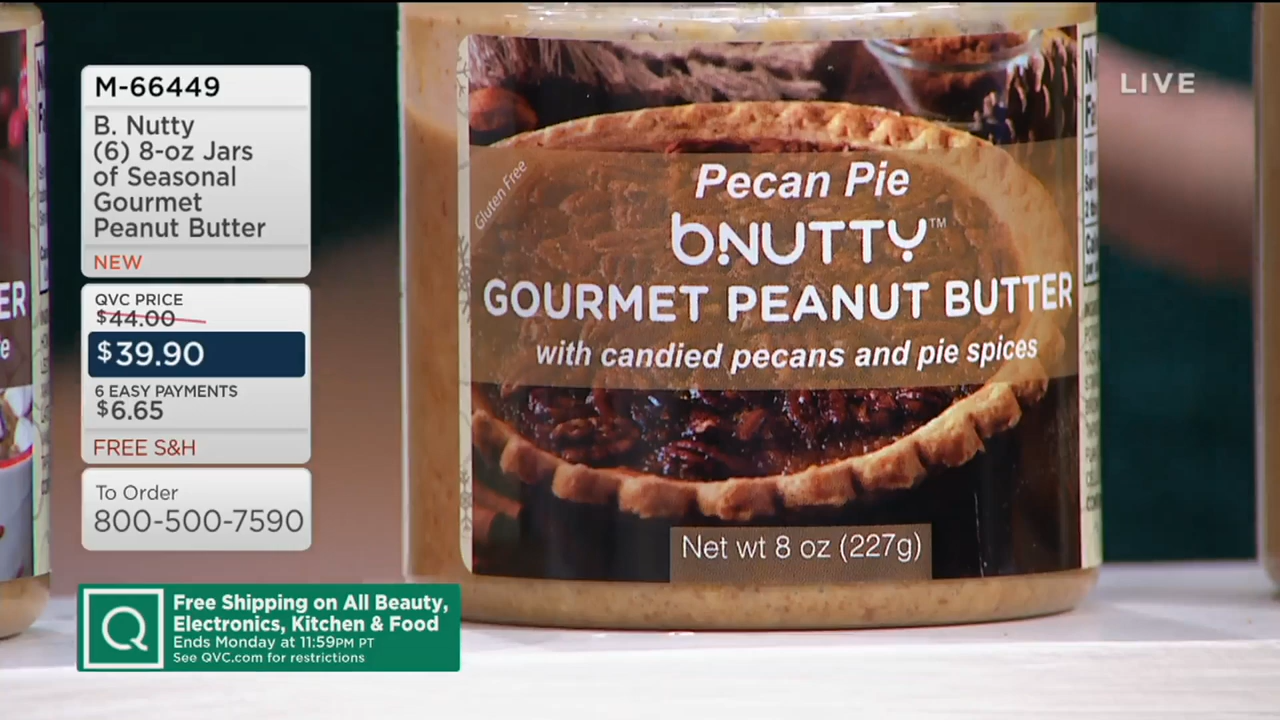 M-66449
B. Nutty
(6) 8-oz Jars
of Seasonal
Gourmet
Peanut Butter
NEW
QVC PRICE
$44.00
$39.90
6 EASY PAYMENTS
$6.65
FREE S&H
To Order
800-500-7590
Q
Free Shipping on All Beauty,
Electronics, Kitchen & Food
Ends Monday at 11:59PM PT
See QVC.com for restrictions
LIVE
Gluten Free
Pecan Pie
bNUTTY™
GOURMET PEANUT BUTTER
with candied pecans and pie spices
Net wt 8 oz (227g)
ER